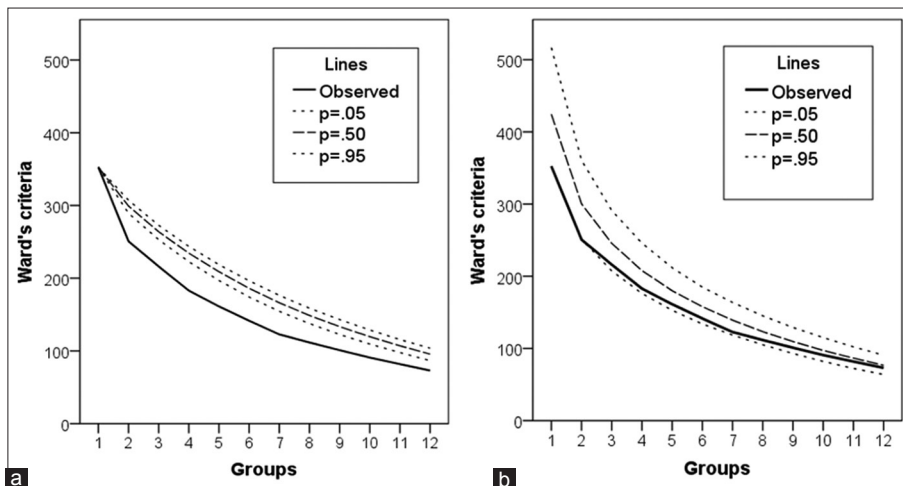 Ward's criteria
500
400
300
200
100
0
Lines
Observed
p=.05
p=.50
p=.95
1 2 3 4 5 6 7 8 9 10 11 12
Groups
a
Ward's criteria
500
400
300
200
100
0
Lines
Observed
p=.05
p=.50
p=.95
1 2 3 4 5 6 7 8 9 10 11 12
Groups
b